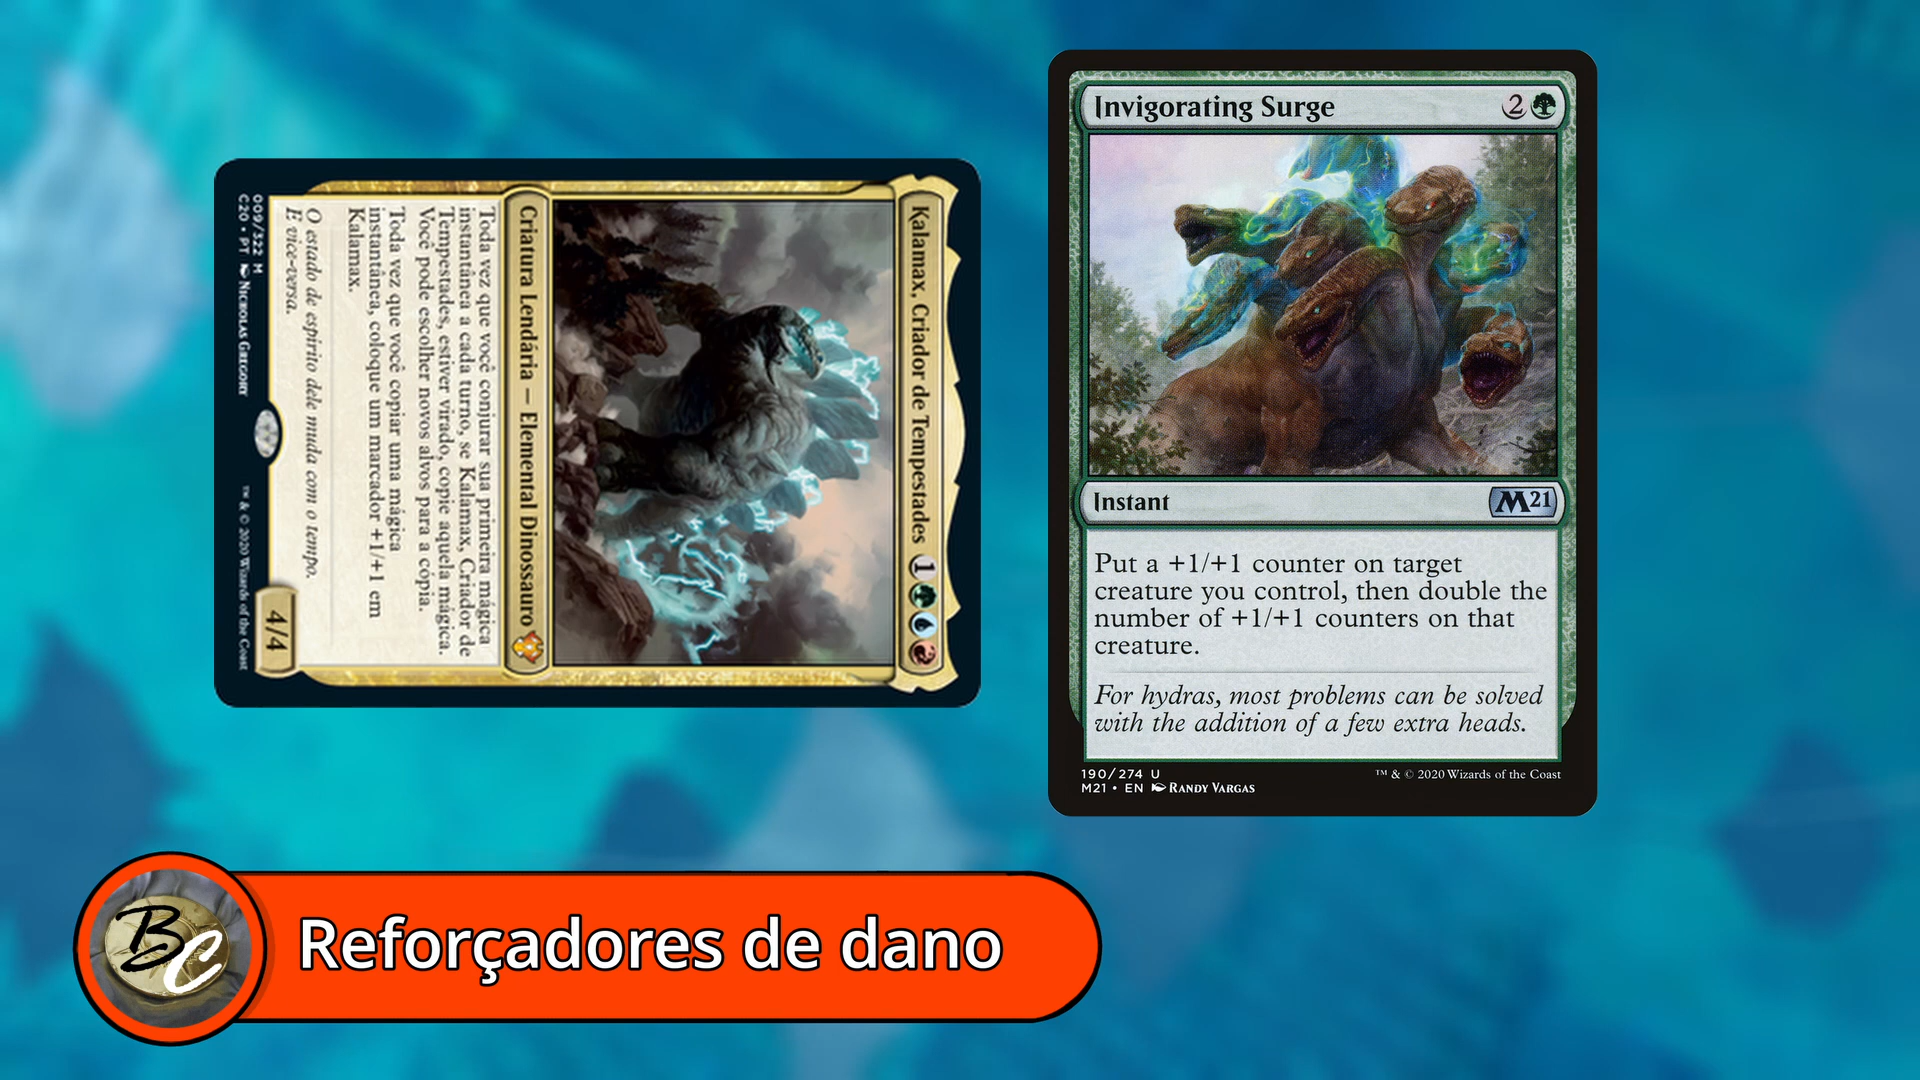 Kalamax, Criador de Tempestades 1
Criatura Lendária — Elemental Dinossauro
Toda vez que você conjurar sua primeira mágica
instantânea a cada turno, se Kalamax, Criador de
Tempestades, estiver virado, copie aquela mágica.
Você pode escolher novos alvos para a cópia.
Toda vez que você copiar uma mágica
instantânea, coloque um marcador +1/+1 em
Kalamax.
O estado de espírito dele muda com o tempo.
E vice-versa.
4/4
009/322 M
C20 • PT NICHOLAS GREGORY
™ & © 2020 Wizards of the Coast
Invigorating Surge 2
Instant
M21
Put a +1/+1 counter on target
creature you control, then double the
number of +1/+1 counters on that
creature.
For hydras, most problems can be solved
with the addition of a few extra heads.
190/274 U
M21 • EN RANDY VARGAS
™ & © 2020 Wizards of the Coast
BC
Reforçadores de dano